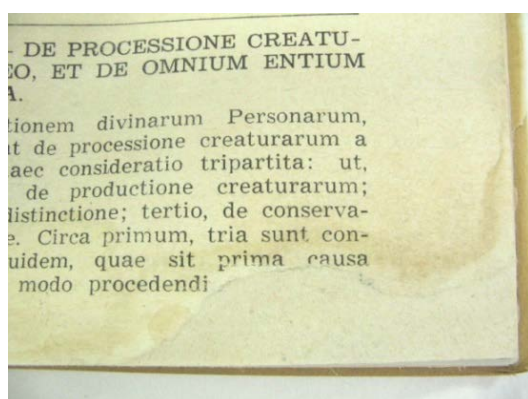 - DE PROCESSIONE CREATU-
EO, ET DE OMNIUM ENTIUM
A.
tionem divinarum Personarum,
at de processione creaturarum a
aec consideratio tripartita: ut,
de productione creaturarum;
distinctione; tertio, de conserva-
e. Circa primum, tria sunt con-
uidem, quae sit prima causa
modo procedendi